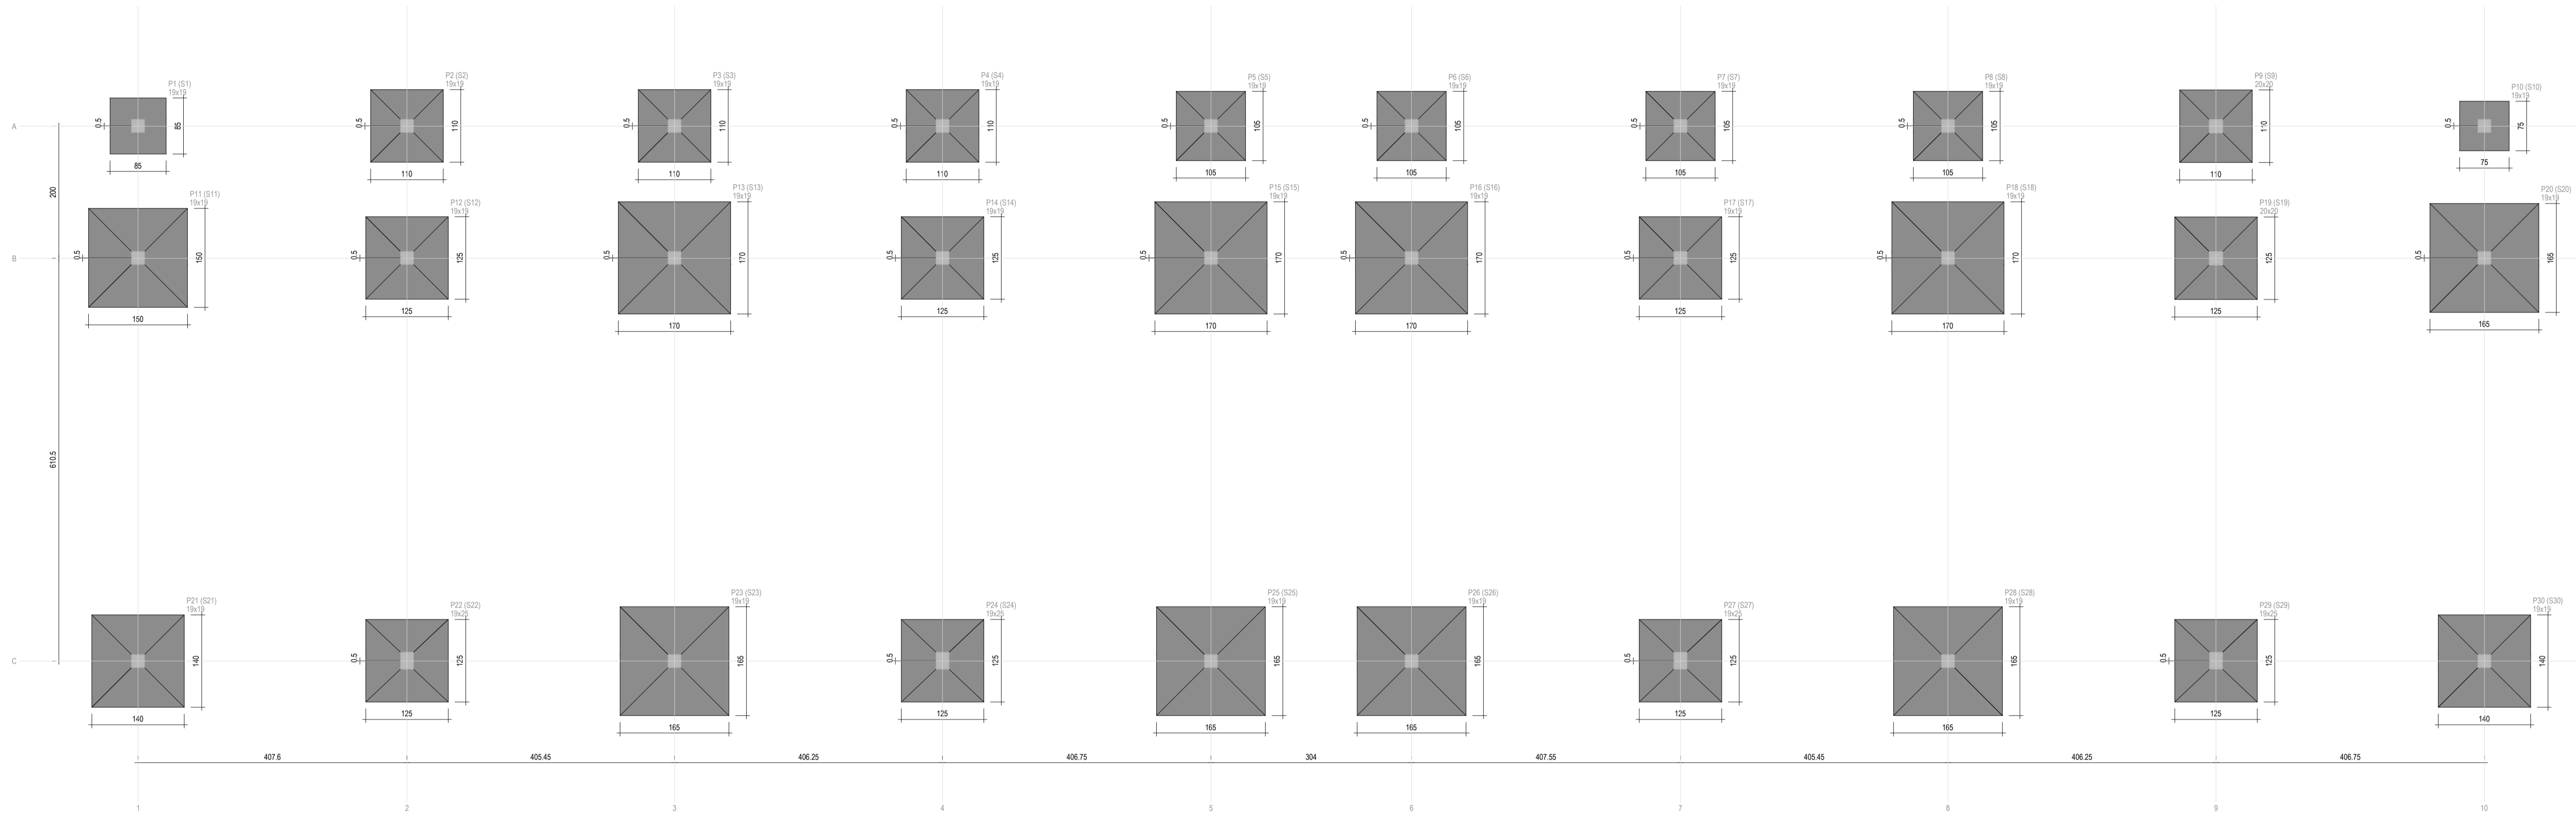 P1 (S1)
19x19
0.5
85
85
P2 (S2)
19x19
0.5
110
110
P3 (S3)
19x19
0.5
110
110
P4 (S4)
19x19
0.5
110
110
P5 (S5)
19x19
0.5
105
105
P6 (S6)
19x19
0.5
105
105
P7 (S7)
19x19
0.5
105
105
P8 (S8)
19x19
0.5
105
105
P9 (S9)
20x20
110
110
P10 (S10)
19x19
0.5
75
75
A
200
P11 (S11)
19x19
0.5
150
150
P12 (S12)
19x19
0.5
125
125
P13 (S13)
19x19
0.5
170
170
P14 (S14)
19x19
0.5
125
125
P15 (S15)
19x19
0.5
170
170
P16 (S16)
19x19
0.5
170
170
P17 (S17)
19x19
0.5
125
125
P18 (S18)
19x19
0.5
170
170
P19 (S19)
20x20
125
125
P20 (S20)
19x19
0.5
165
165
B
610.5
P21 (S21)
19x19
140
140
P22 (S22)
19x25
0.5
125
125
P23 (S23)
19x19
165
165
P24 (S24)
19x25
0.5
125
125
P25 (S25)
19x19
165
165
P26 (S26)
19x19
165
165
P27 (S27)
19x25
0.5
125
125
P28 (S28)
19x19
165
165
P29 (S29)
19x25
0.5
125
125
P30 (S30)
19x19
140
140
C
407.6
405.45
406.25
406.75
304
407.55
405.45
406.25
406.75
1
2
3
4
5
6
7
8
9
10